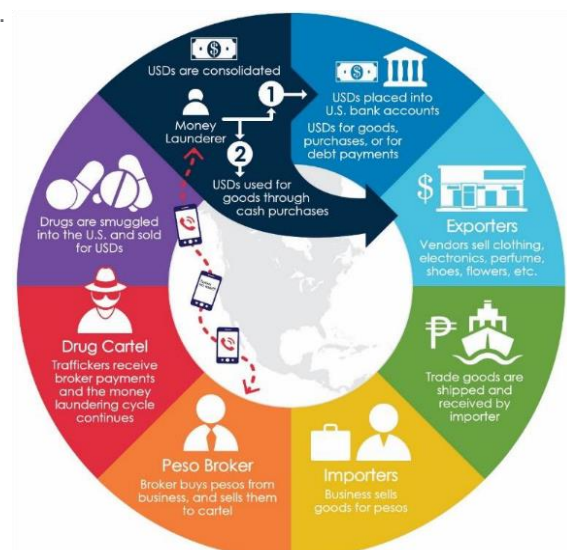 USDs are consolidated
Money
Launderer
1
2
USDs used for
goods through
cash purchases
USDs placed into
U.S. bank accounts
USDs for goods,
purchases, or for
debt payments
$
Exporters
Vendors sell clothing,
electronics, perfume,
shoes, flowers, etc.
₱
Trade goods are
shipped and
received by
importer
Importers
Business sells
goods for pesos
Peso Broker
Broker buys pesos from
business, and sells them
to cartel
Drug Cartel
Traffickers receive
broker payments
and the money
laundering cycle
continues
Drugs are smuggled
into the U.S. and sold
for USDs